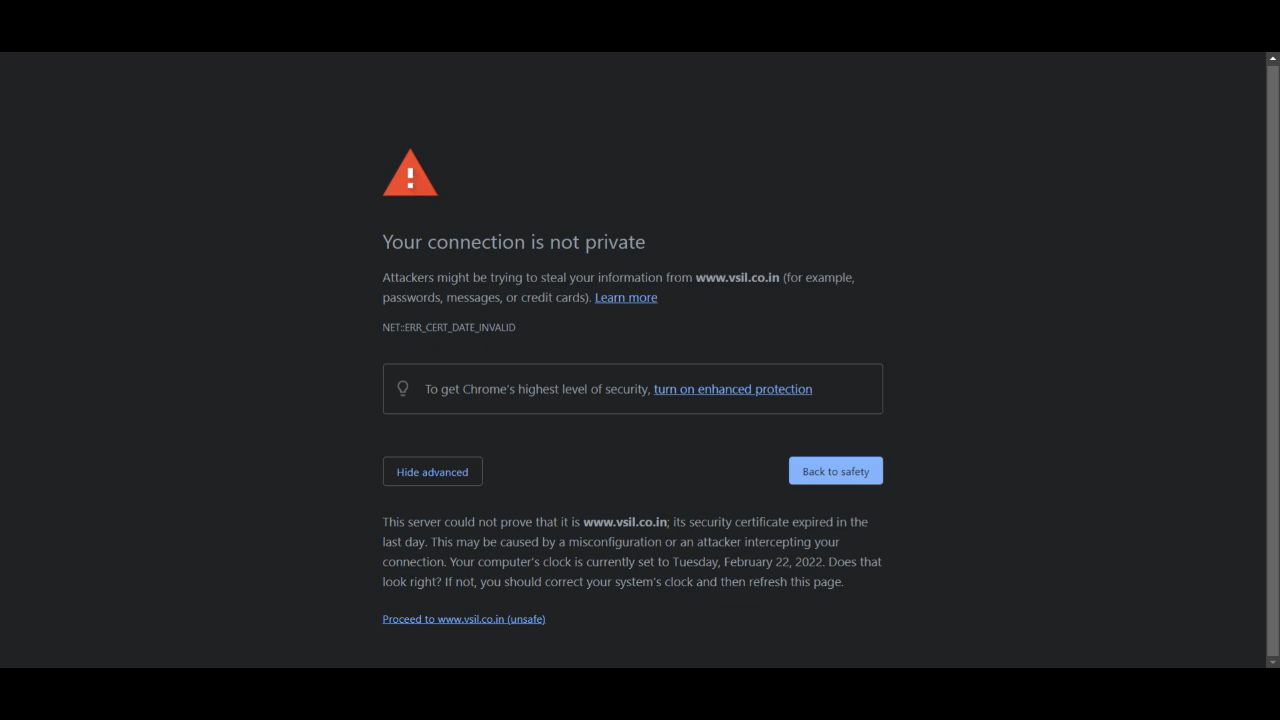 Your connection is not private
Attackers might be trying to steal your information from www.vsil.co.in (for example,
passwords, messages, or credit cards). Learn more
NET::ERR_CERT_DATE_INVALID
To get Chrome's highest level of security, turn on enhanced protection
Hide advanced
Back to safety
This server could not prove that it is www.vsil.co.in; its security certificate expired in the
last day. This may be caused by a misconfiguration or an attacker intercepting your
connection. Your computer's clock is currently set to Tuesday, February 22, 2022. Does that
look right? If not, you should correct your system's clock and then refresh this page.
Proceed to www.vsil.co.in (unsafe)